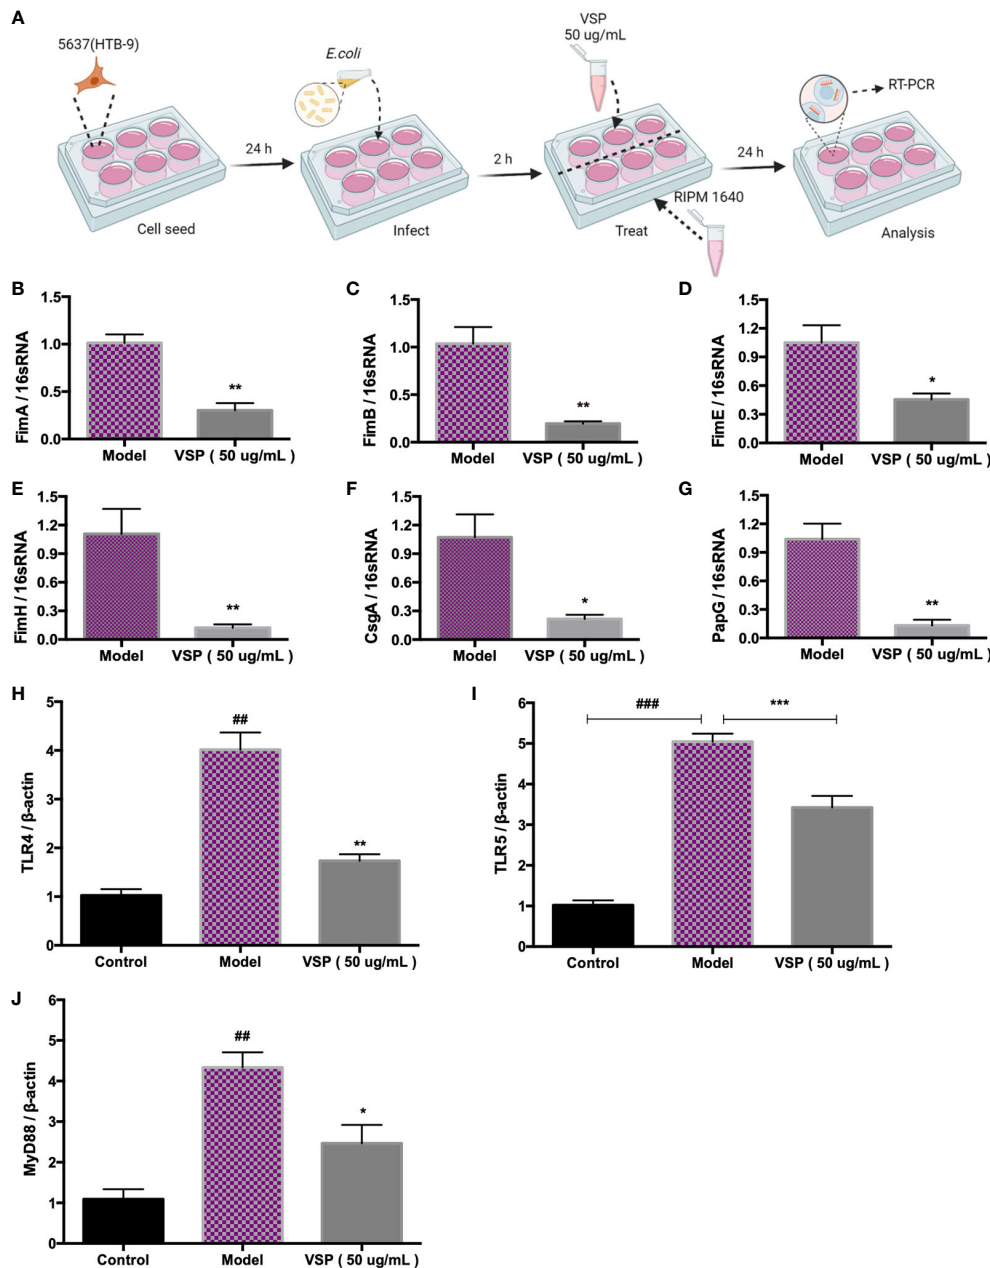 A
5637(HTB-9)
E.coli
VSP
50 ug/mL
RT-PCR
24 h
2 h
24 h
RIPM 1640
Cell seed
Infect
Treat
Analysis
B
FimA / 16sRNA
1.5
1.0
0.5
0.0
**
Model
VSP ( 50 ug/mL )
C
FimB / 16sRNA
1.5
1.0
0.5
0.0
**
Model
VSP ( 50 ug/mL )
D
FimE / 16sRNA
1.5
1.2
0.9
0.6
0.3
0.0
*
Model
VSP ( 50 ug/mL )
E
FimH / 16sRNA
1.5
1.2
0.9
0.6
0.3
0.0
**
Model
VSP ( 50 ug/mL )
F
CsgA / 16sRNA
1.5
1.2
0.9
0.6
0.3
0.0
*
Model
VSP ( 50 ug/mL )
G
PapG / 16sRNA
1.5
1.2
0.9
0.6
0.3
0.0
**
Model
VSP ( 50 ug/mL )
H
TLR4 / β-actin
5
4
3
2
1
0
##
**
Control
Model
VSP ( 50 ug/mL )
I
TLR5 / β-actin
6
5
4
3
2
1
0
###
***
Control
Model
VSP ( 50 ug/mL )
J
MyD88 / β-actin
6
5
4
3
2
1
0
##
*
Control
Model
VSP ( 50 ug/mL )